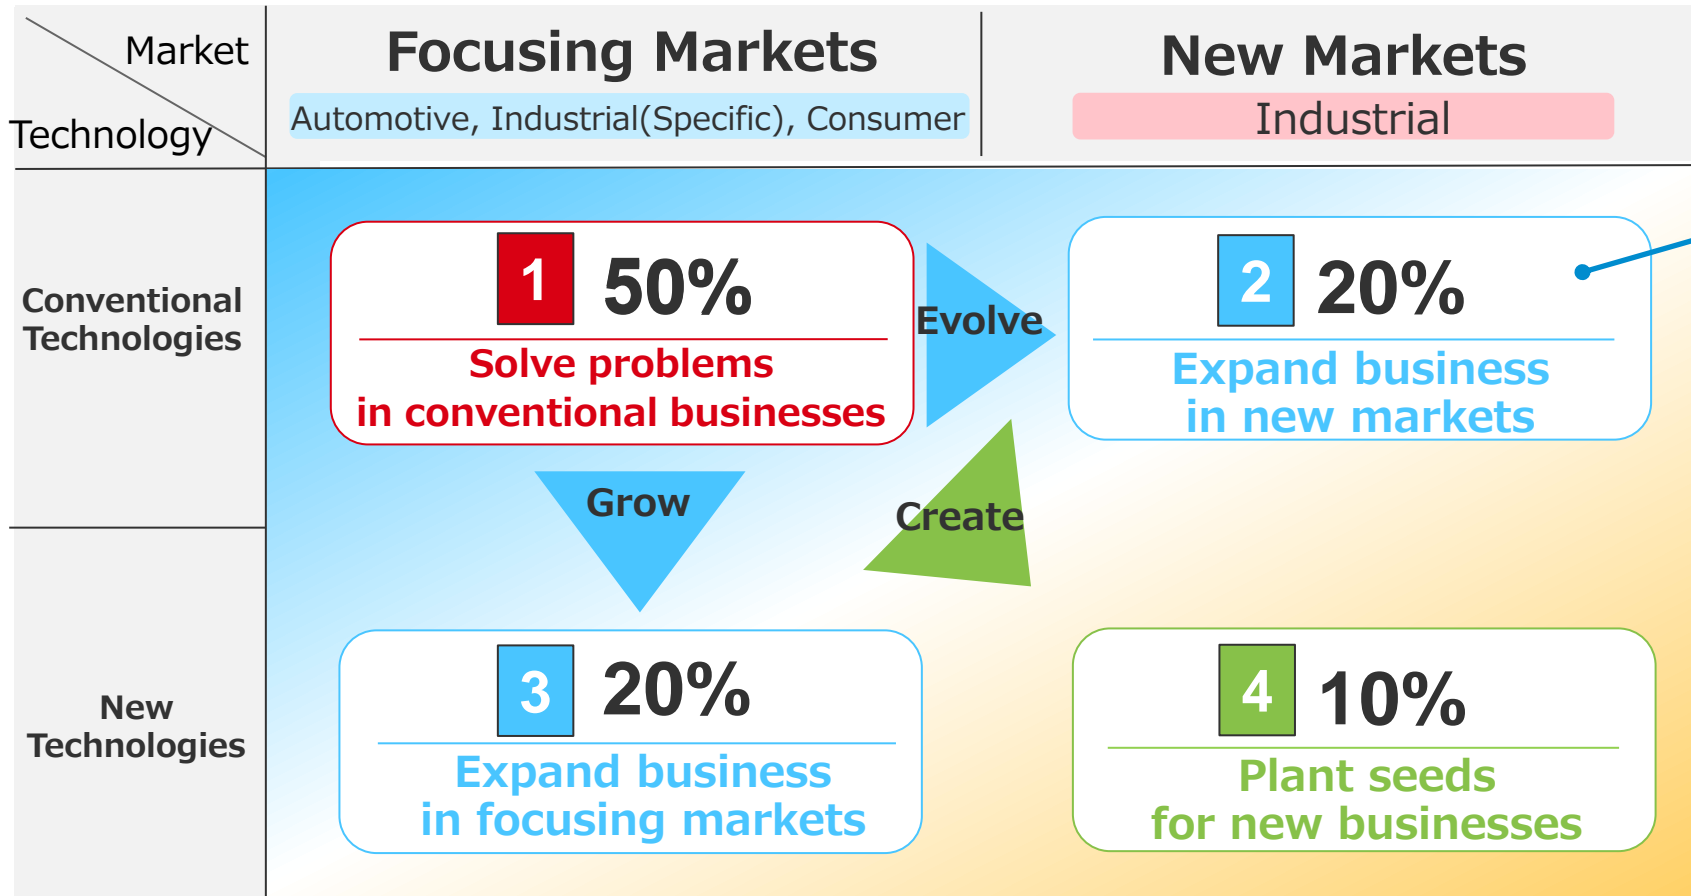 Market
Technology
Focusing Markets
Automotive, Industrial(Specific), Consumer
New Markets
Industrial
Conventional
Technologies
1 50%
Solve problems
in conventional businesses
Evolve
2 20%
Expand business
in new markets
Grow
Create
New
Technologies
3 20%
Expand business
in focusing markets
4 10%
Plant seeds
for new businesses